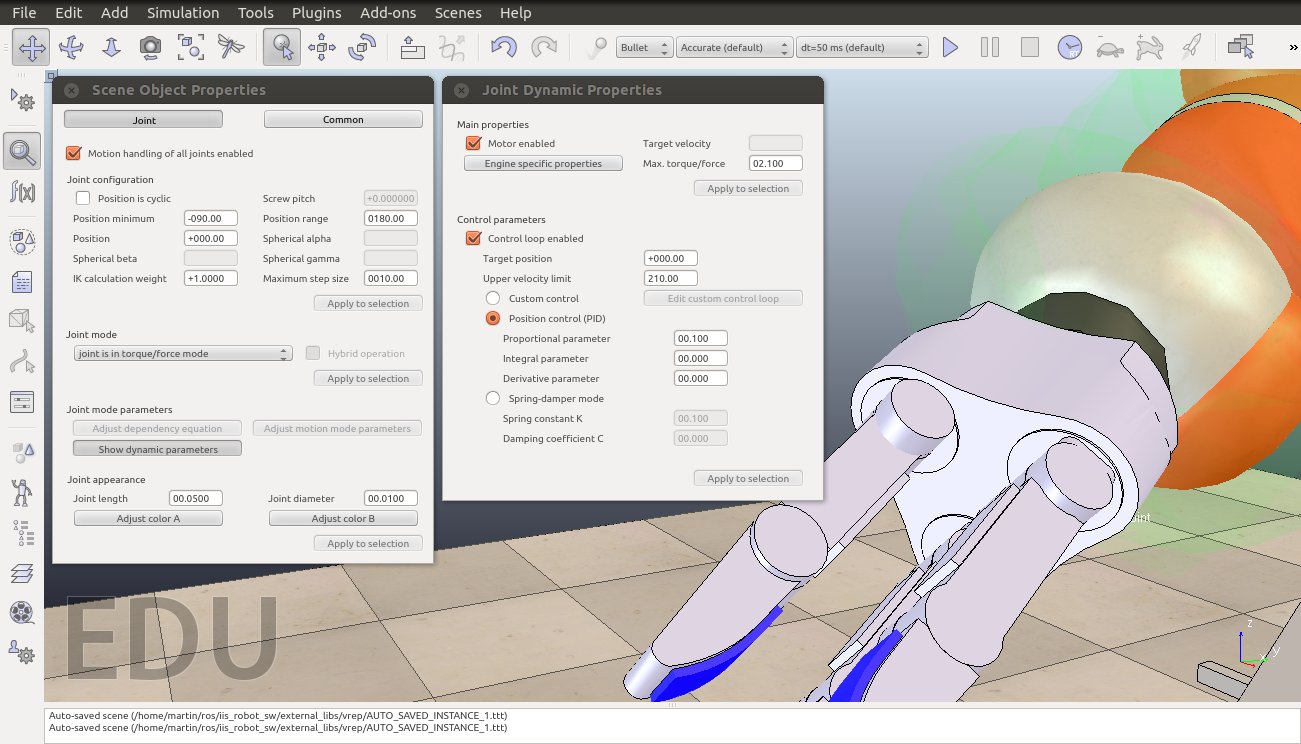 File Edit Add Simulation Tools Plugins Add-ons Scenes Help
Bullet Accurate (default) dt=50 ms (default) »
Scene Object Properties
Joint Common
Motion handling of all joints enabled
Joint configuration
Position is cyclic Screw pitch +0.000000
Position minimum -090.00 Position range 0180.00
Position +000.00 Spherical alpha
Spherical beta Spherical gamma
IK calculation weight +1.0000 Maximum step size 0010.00
Apply to selection
Joint mode
joint is in torque/force mode Hybrid operation
Apply to selection
Joint mode parameters
Adjust dependency equation Adjust motion mode parameters
Show dynamic parameters
Joint appearance
Joint length 00.0500 Joint diameter 00.0100
Adjust color A Adjust color B
Apply to selection
Joint Dynamic Properties
Main properties
Motor enabled Target velocity
Engine specific properties Max. torque/force 02.100
Apply to selection
Control parameters
Control loop enabled
Target position +000.00
Upper velocity limit 210.00
Custom control Edit custom control loop
Position control (PID)
Proportional parameter 00.100
Integral parameter 00.000
Derivative parameter 00.000
Spring-damper mode
Spring constant K 00.100
Damping coefficient C 00.000
Apply to selection
EDU
z
x y
Auto-saved scene (/home/martin/ros/iis_robot_sw/external_libs/vrep/AUTO_SAVED_INSTANCE_1.ttt)
Auto-saved scene (/home/martin/ros/iis_robot_sw/external_libs/vrep/AUTO_SAVED_INSTANCE_1.ttt)